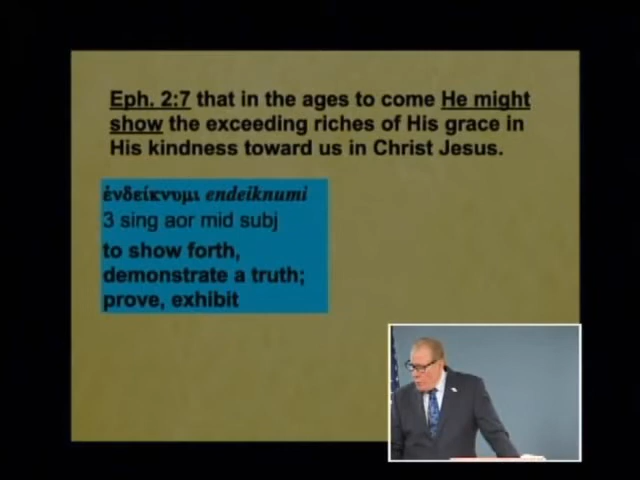 Eph. 2:7 that in the ages to come He might
show the exceeding riches of His grace in
His kindness toward us in Christ Jesus.
ἐνδείκνυμι endeiknumi
3 sing aor mid subj
to show forth,
demonstrate a truth;
prove, exhibit